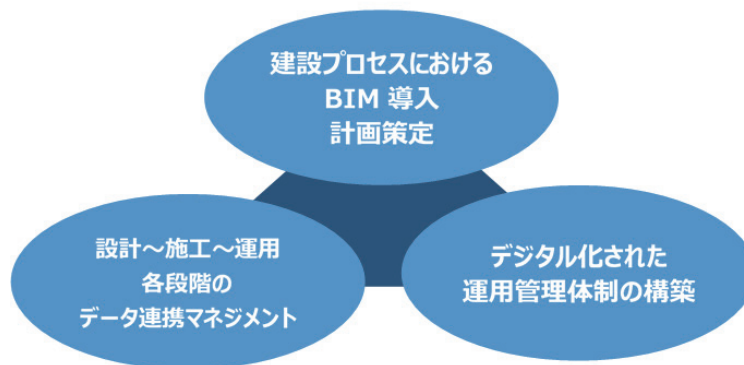 建設プロセスにおける
BIM 導入
計画策定
設計～施工～運用
各段階の
データ連携マネジメント
デジタル化された
運用管理体制の構築